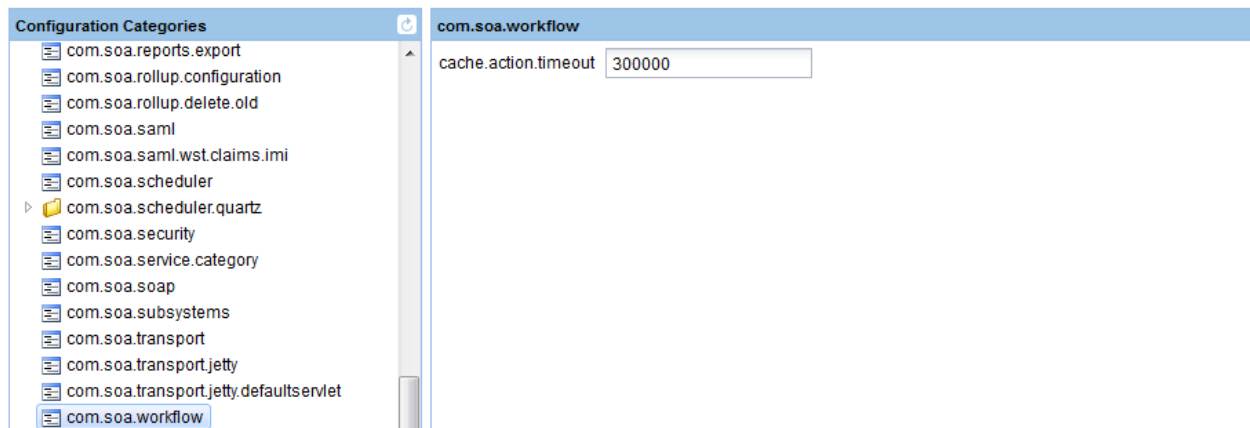 Configuration Categories
com.soa.reports.export
com.soa.rollup.configuration
com.soa.rollup.delete.old
com.soa.saml
com.soa.saml.wst.claims.imi
com.soa.scheduler
com.soa.scheduler.quartz
com.soa.security
com.soa.service.category
com.soa.soap
com.soa.subsystems
com.soa.transport
com.soa.transport.jetty
com.soa.transport.jetty.defaultservlet
com.soa.workflow
com.soa.workflow
cache.action.timeout 300000